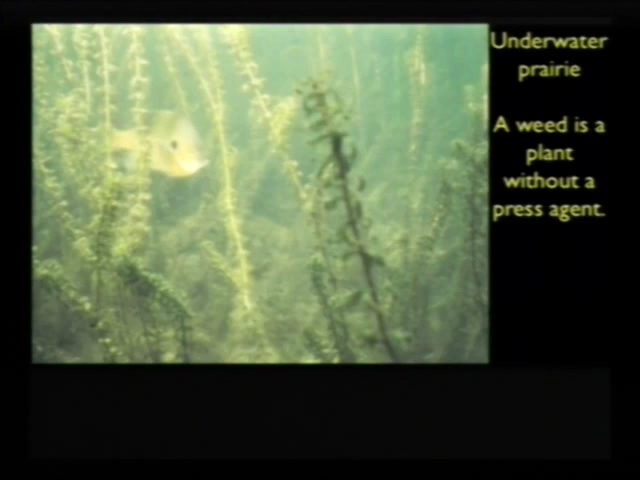 Underwater
prairie
A weed is a
plant
without a
press agent.